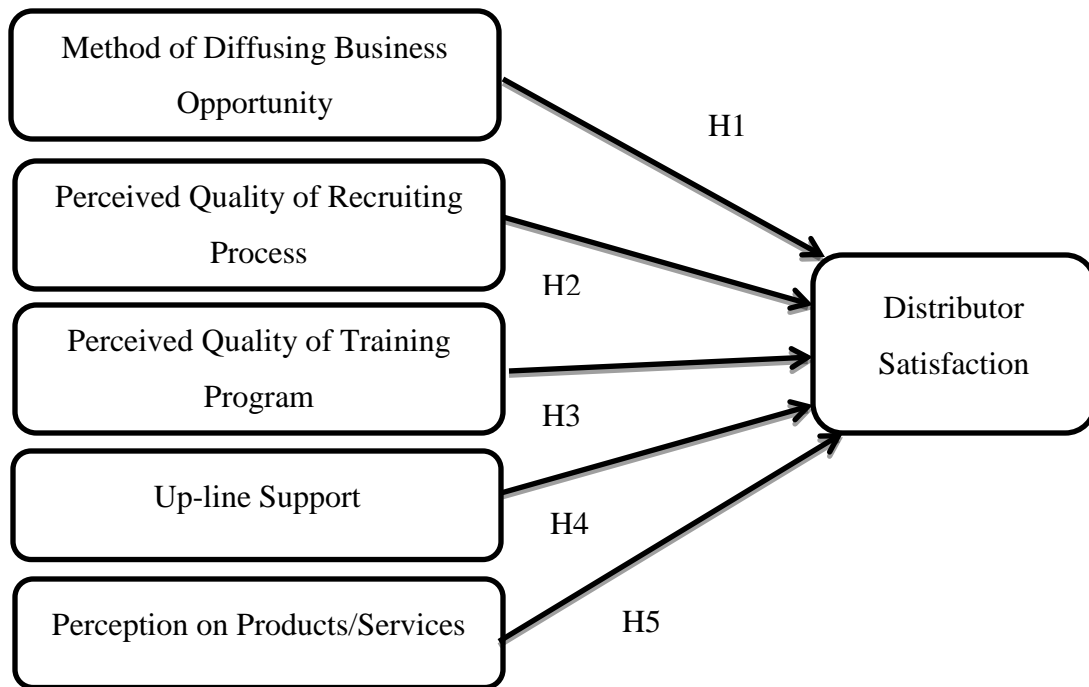 Method of Diffusing Business
Opportunity
H1
Perceived Quality of Recruiting
Process
H2
Perceived Quality of Training
Program
H3
Up-line Support
H4
Perception on Products/Services
H5
Distributor
Satisfaction